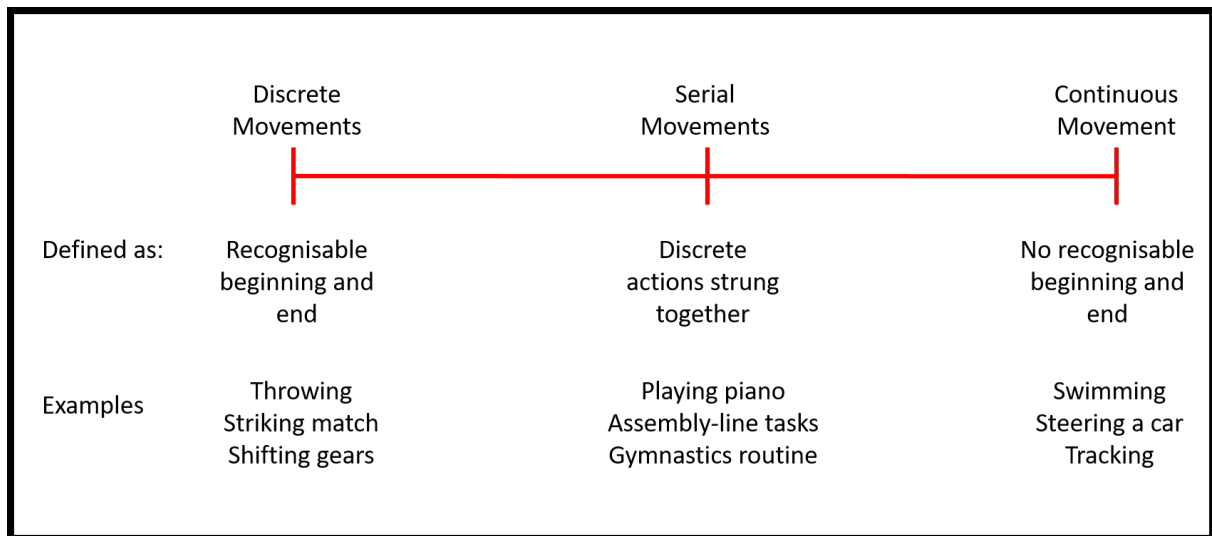 Discrete
Movements
Serial
Movements
Continuous
Movement
Defined as:
Recognisable
beginning and
end
Discrete
actions strung
together
No recognisable
beginning and
end
Examples
Throwing
Striking match
Shifting gears
Playing piano
Assembly-line tasks
Gymnastics routine
Swimming
Steering a car
Tracking